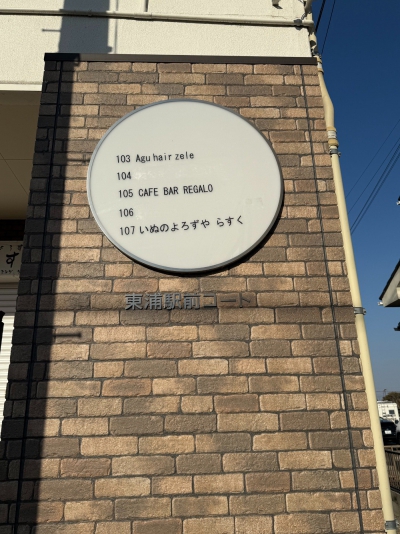 103 Agu hair zele
104
105 CAFE BAR REGALO
106
107 いぬのよろずや らすく
東浦駅前コート
す